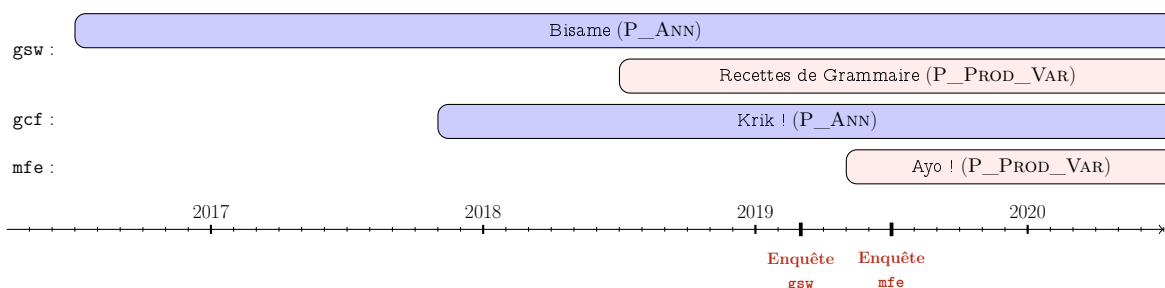 gsw :
Bisame (P_Ann)
Recettes de Grammaire (P_Prod_Var)
gcf :
Krik ! (P_Ann)
mfe :
Ayo ! (P_Prod_Var)
2017 2018 2019 2020
Enquête Enquête
gsw mfe